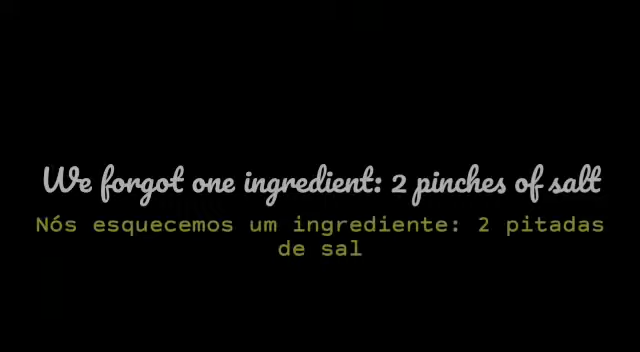 We forgot one ingredient: 2 pinches of salt
Nós esquecemos um ingrediente: 2 pitadas
de sal